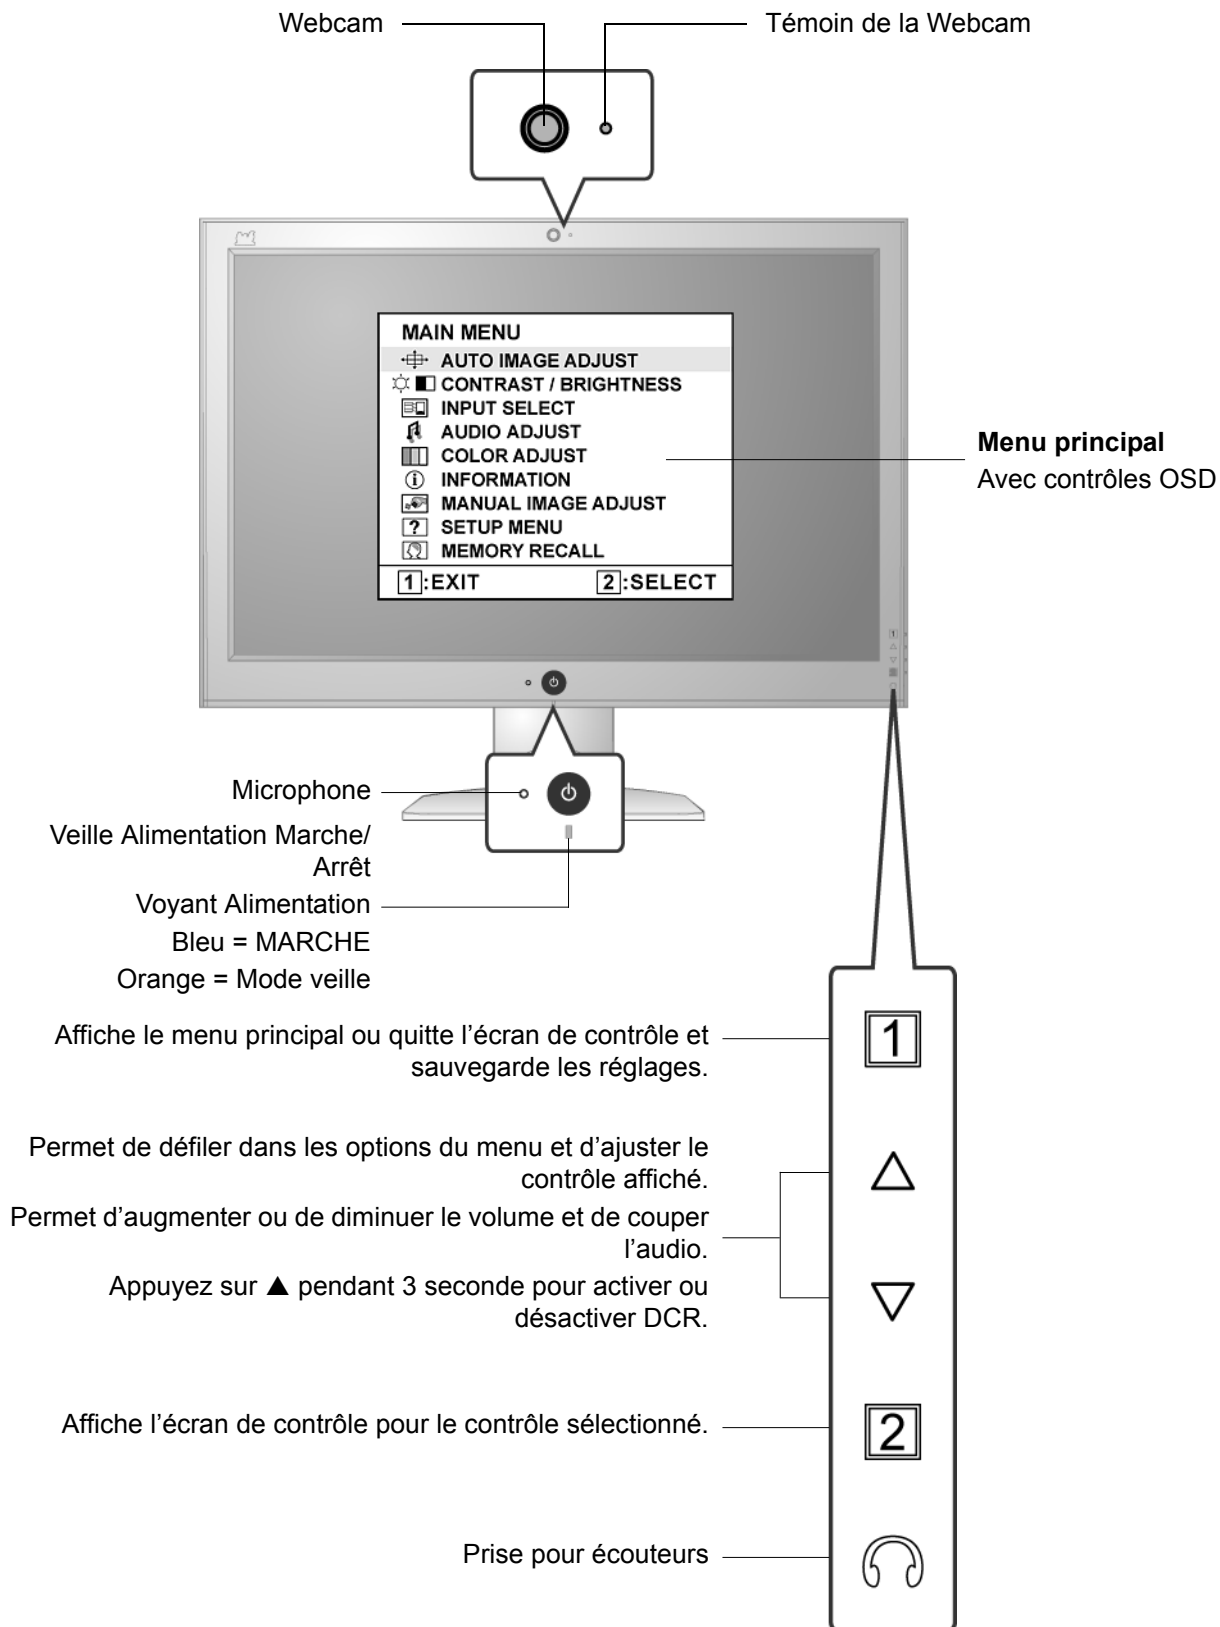 Webcam
Témoin de la Webcam
MAIN MENU
AUTO IMAGE ADJUST
CONTRAST / BRIGHTNESS
INPUT SELECT
AUDIO ADJUST
COLOR ADJUST
INFORMATION
MANUAL IMAGE ADJUST
SETUP MENU
MEMORY RECALL
1:EXIT
2:SELECT
Menu principal
Avec contrôles OSD
1
Microphone
Veille Alimentation Marche/
Arrêt
Voyant Alimentation
Bleu = MARCHE
Orange = Mode veille
Affiche le menu principal ou quitte l’écran de contrôle et
sauvegarde les réglages.
1
Permet de défiler dans les options du menu et d’ajuster le
contrôle affiché.
Permet d’augmenter ou de diminuer le volume et de couper
l’audio.
Appuyez sur ▲ pendant 3 seconde pour activer ou
désactiver DCR.
Affiche l’écran de contrôle pour le contrôle sélectionné.
2
Prise pour écouteurs